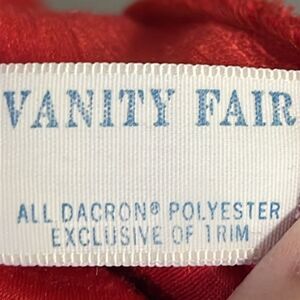 VANITY FAIR
ALL DACRON® POLYESTER
EXCLUSIVE OF TRIM